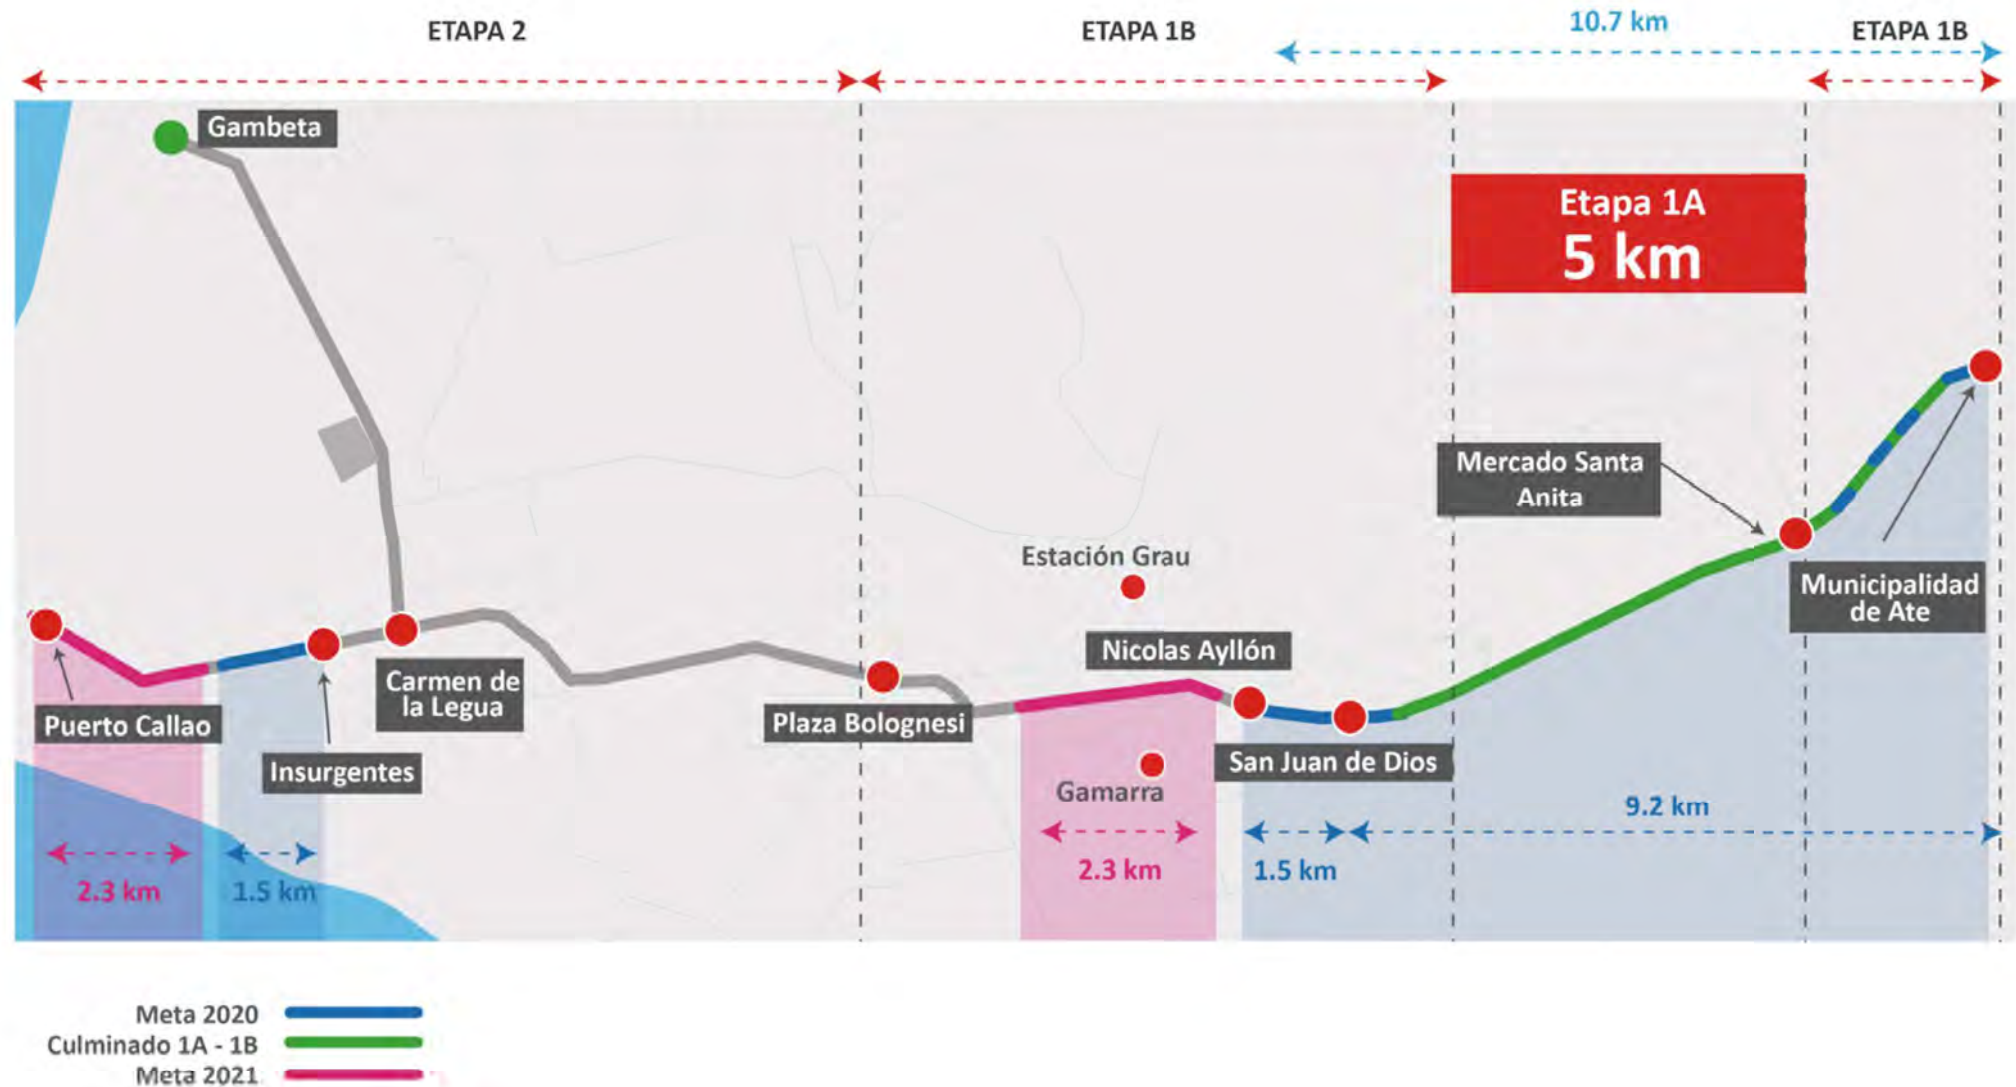 ETAPA 2
ETAPA 1B
10.7 km
ETAPA 1B
Gambeta
Etapa 1A
5 km
Mercado Santa
Anita
Estación Grau
Municipalidad
de Ate
Nicolas Ayllón
Carmen de
la Legua
Puerto Callao
Plaza Bolognesi
San Juan de Dios
Insurgentes
Gamarra
9.2 km
2.3 km
1.5 km
2.3 km
1.5 km
Meta 2020
Culminado 1A - 1B
Meta 2021